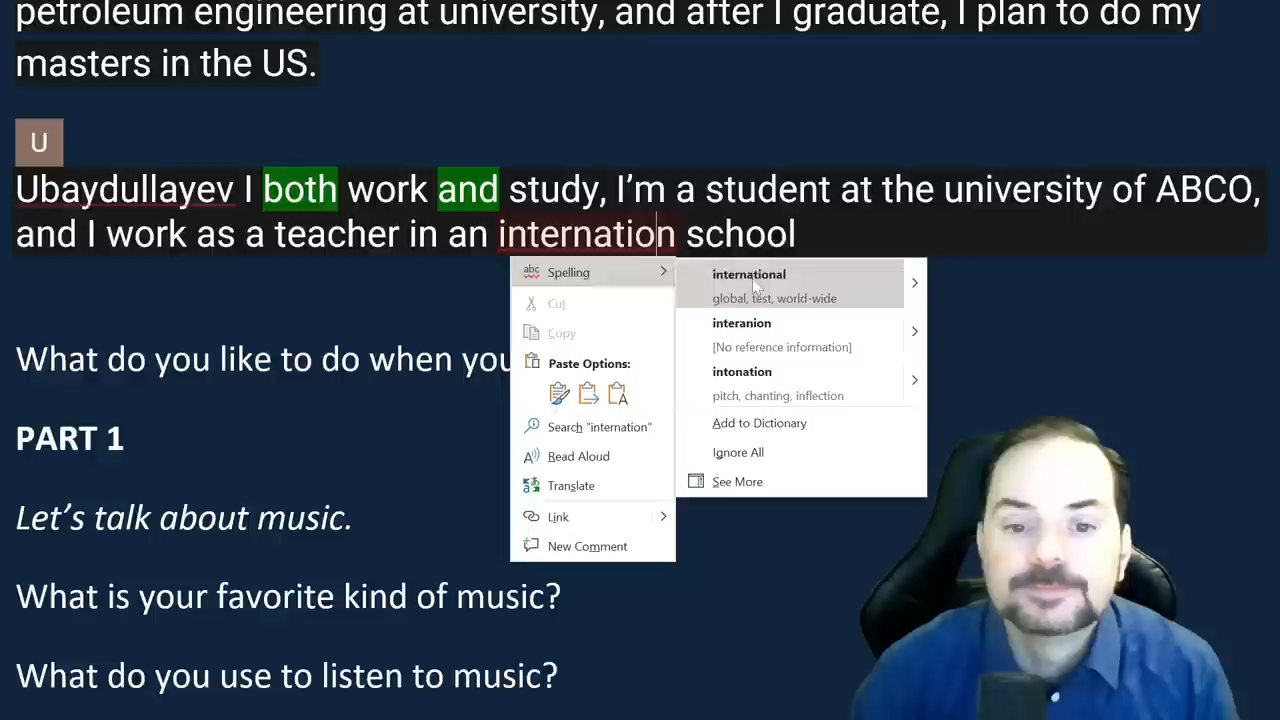 petroleum engineering at university, and after I graduate, I plan to do my
masters in the US.
U
Ubaydullayev I both work and study, I’m a student at the university of ABCO,
and I work as a teacher in an internation school
What do you like to do when you
PART 1
Let’s talk about music.
What is your favorite kind of music?
What do you use to listen to music?
abc Spelling
Cut
Copy
Paste Options:
Search "internation"
Read Aloud
Translate
Link
New Comment
international
global, test, world-wide
interanion
[No reference information]
intonation
pitch, chanting, inflection
Add to Dictionary
Ignore All
See More